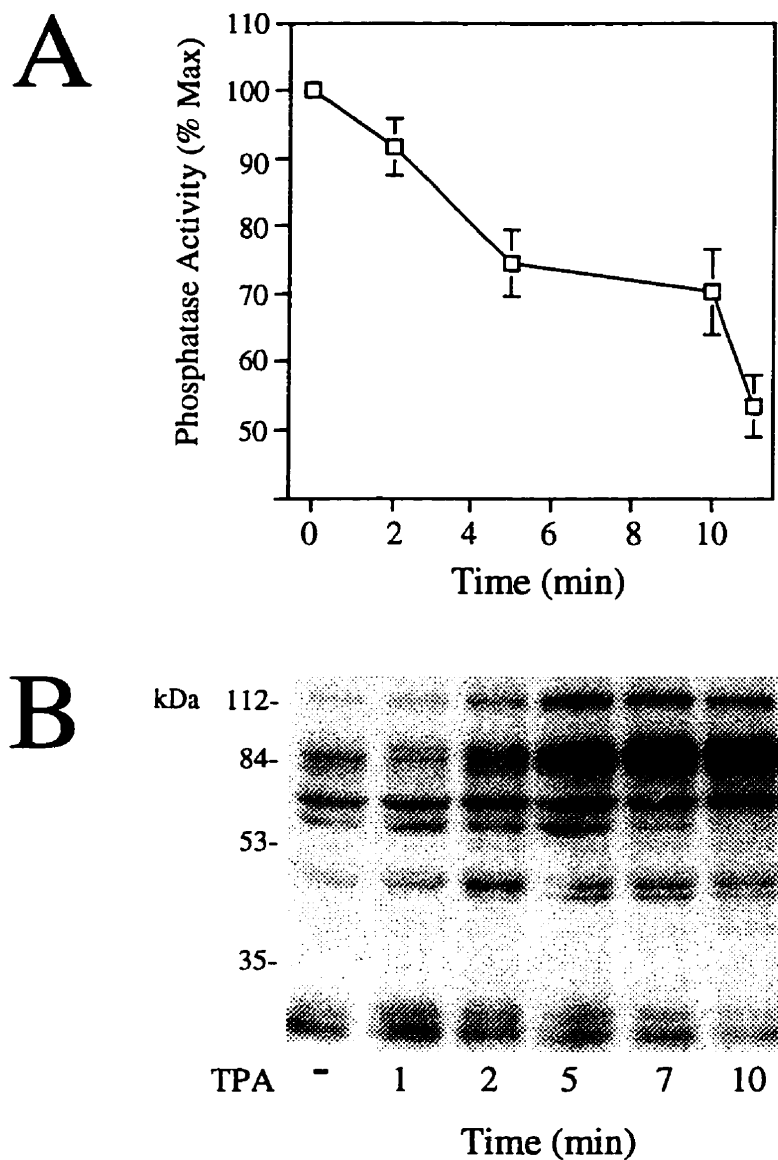 A
Phosphatase Activity (% Max)
110
100
90
80
70
60
50
0 2 4 6 8 10
Time (min)
B
kDa 112-
84-
53-
35-
TPA - 1 2 5 7 10
Time (min)